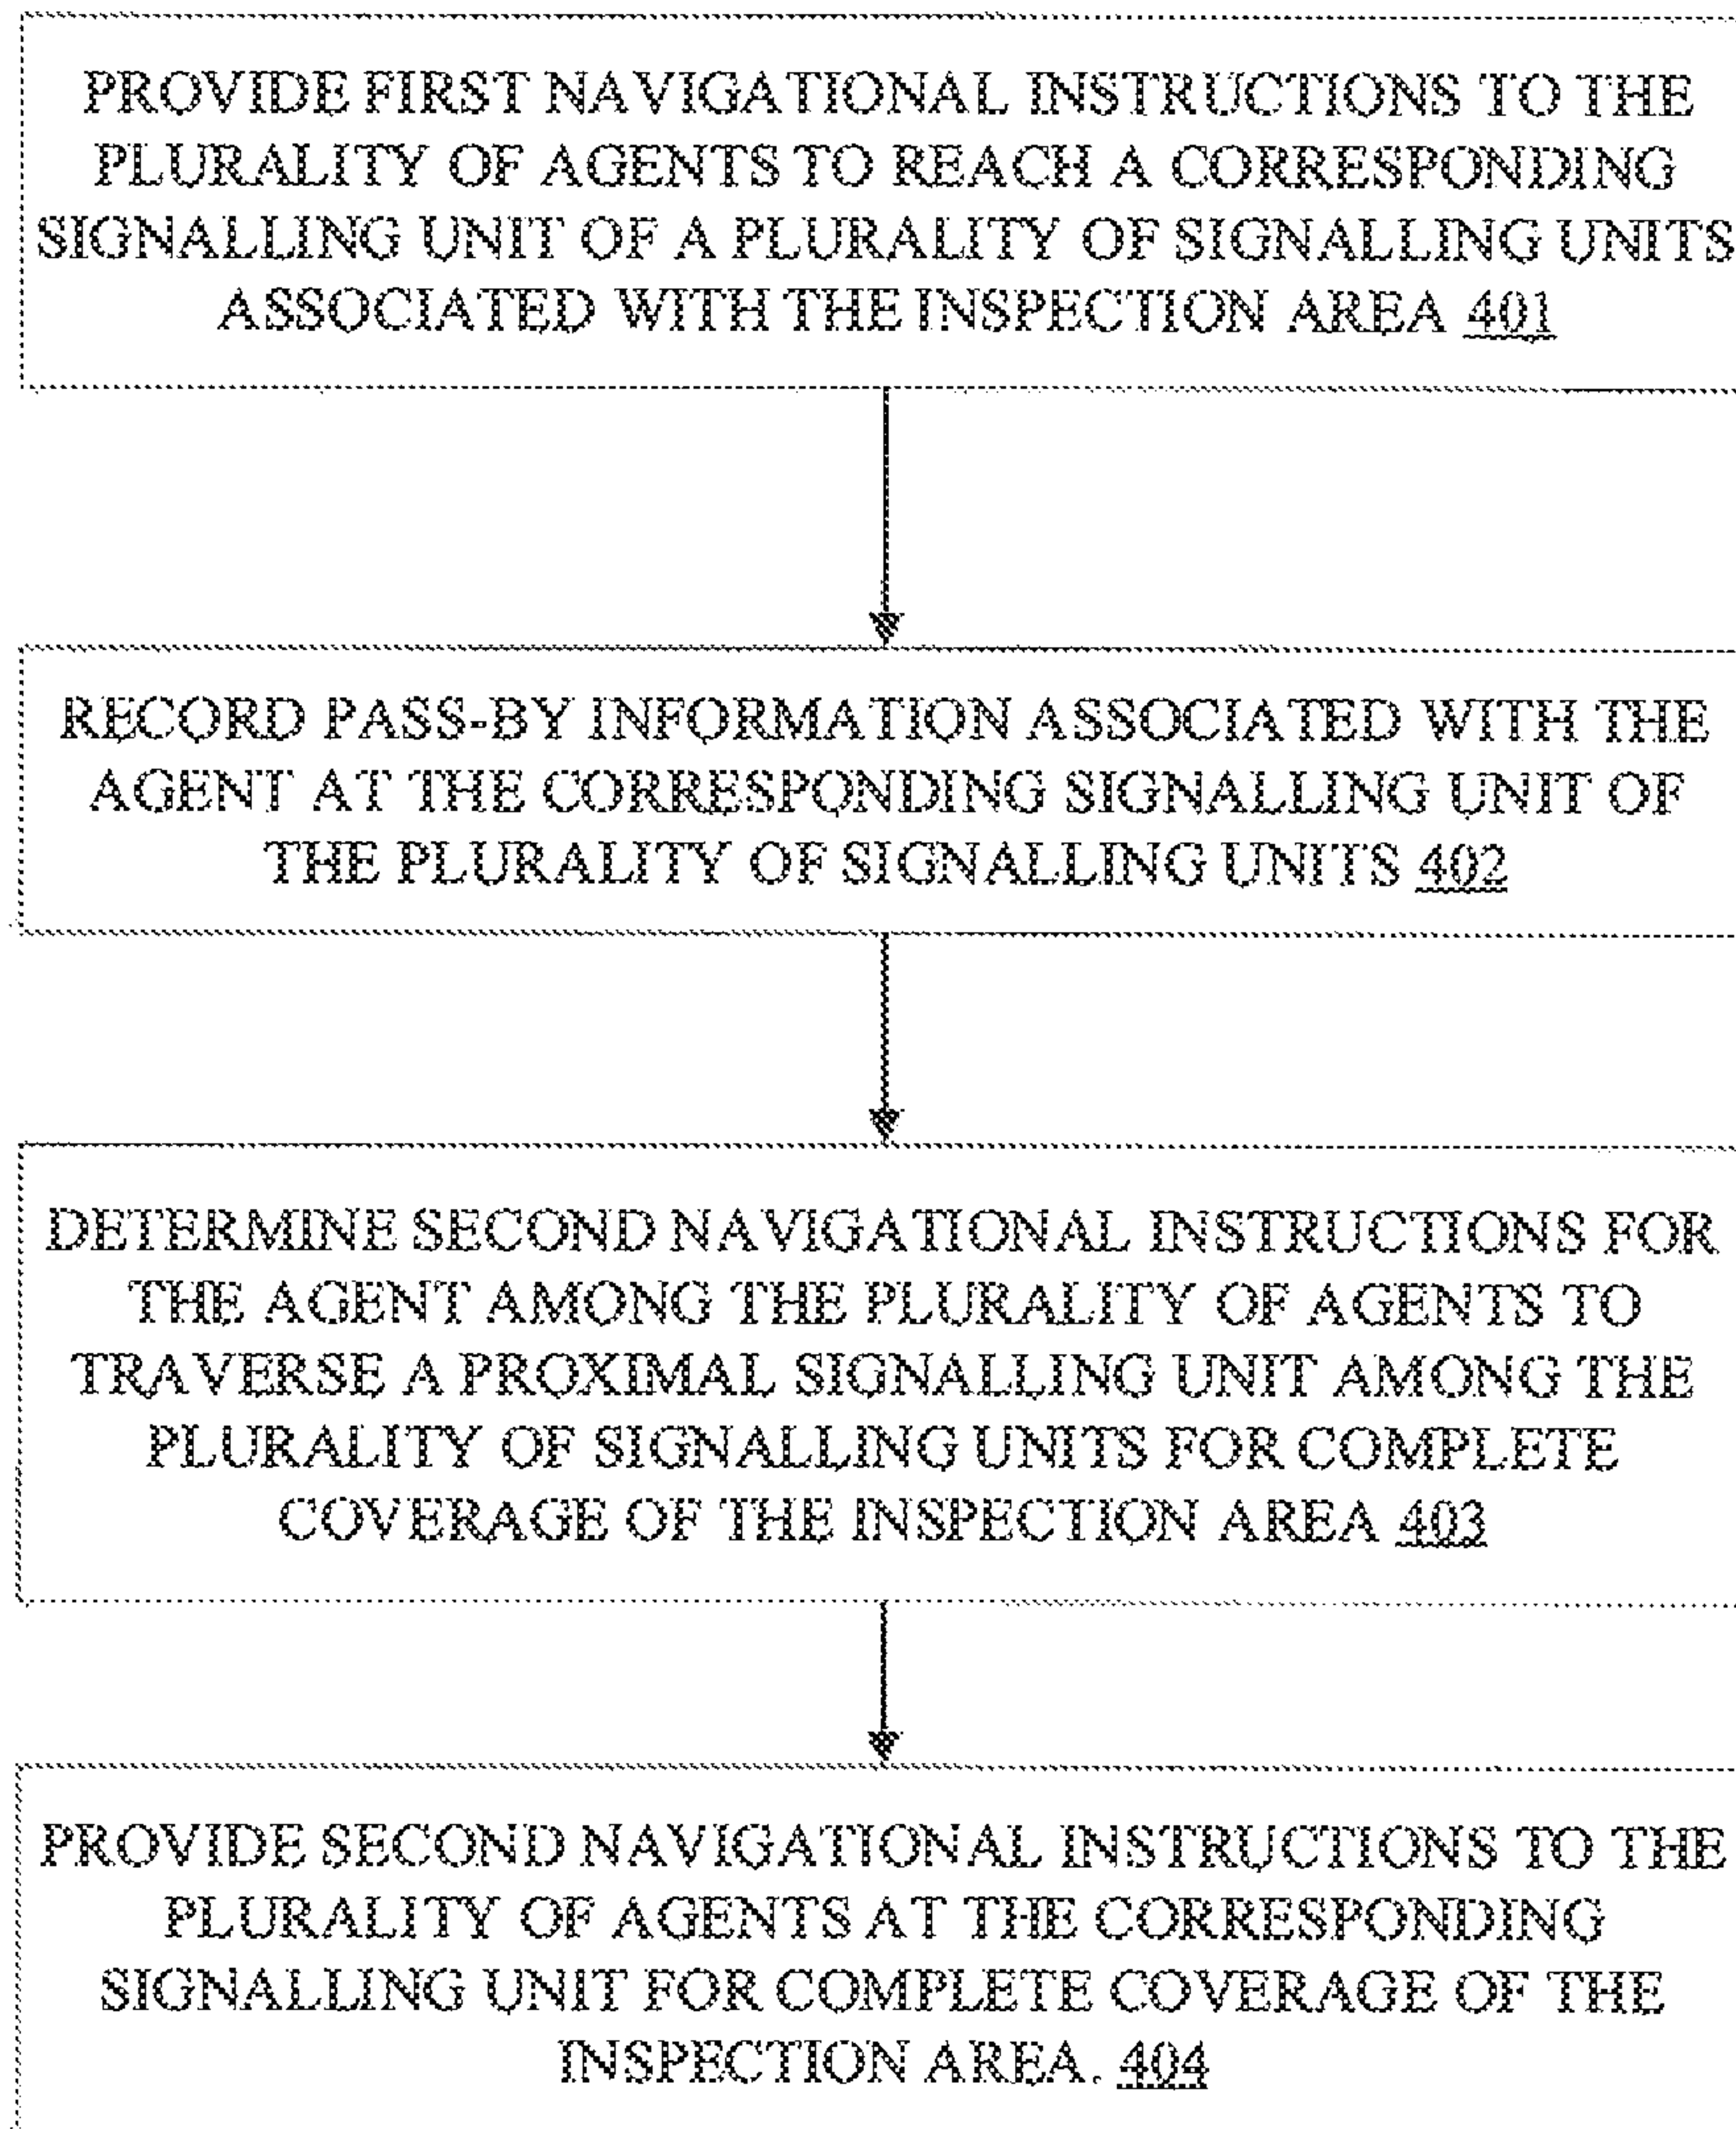 PROVIDE FIRST NAVIGATIONAL INSTRUCTIONS TO THE
PLURALITY OF AGENTS TO REACH A CORRESPONDING
SIGNALLING UNIT OF A PLURALITY OF SIGNALLING UNITS
ASSOCIATED WITH THE INSPECTION AREA 401
RECORD PASS-BY INFORMATION ASSOCIATED WITH THE
AGENT AT THE CORRESPONDING SIGNALLING UNIT OF
THE PLURALITY OF SIGNALLING UNITS 402
DETERMINE SECOND NAVIGATIONAL INSTRUCTIONS FOR
THE AGENT AMONG THE PLURALITY OF AGENTS TO
TRAVERSE A PROXIMAL SIGNALLING UNIT AMONG THE
PLURALITY OF SIGNALLING UNITS FOR COMPLETE
COVERAGE OF THE INSPECTION AREA 403
PROVIDE SECOND NAVIGATIONAL INSTRUCTIONS TO THE
PLURALITY OF AGENTS AT THE CORRESPONDING
SIGNALLING UNIT FOR COMPLETE COVERAGE OF THE
INSPECTION AREA. 404